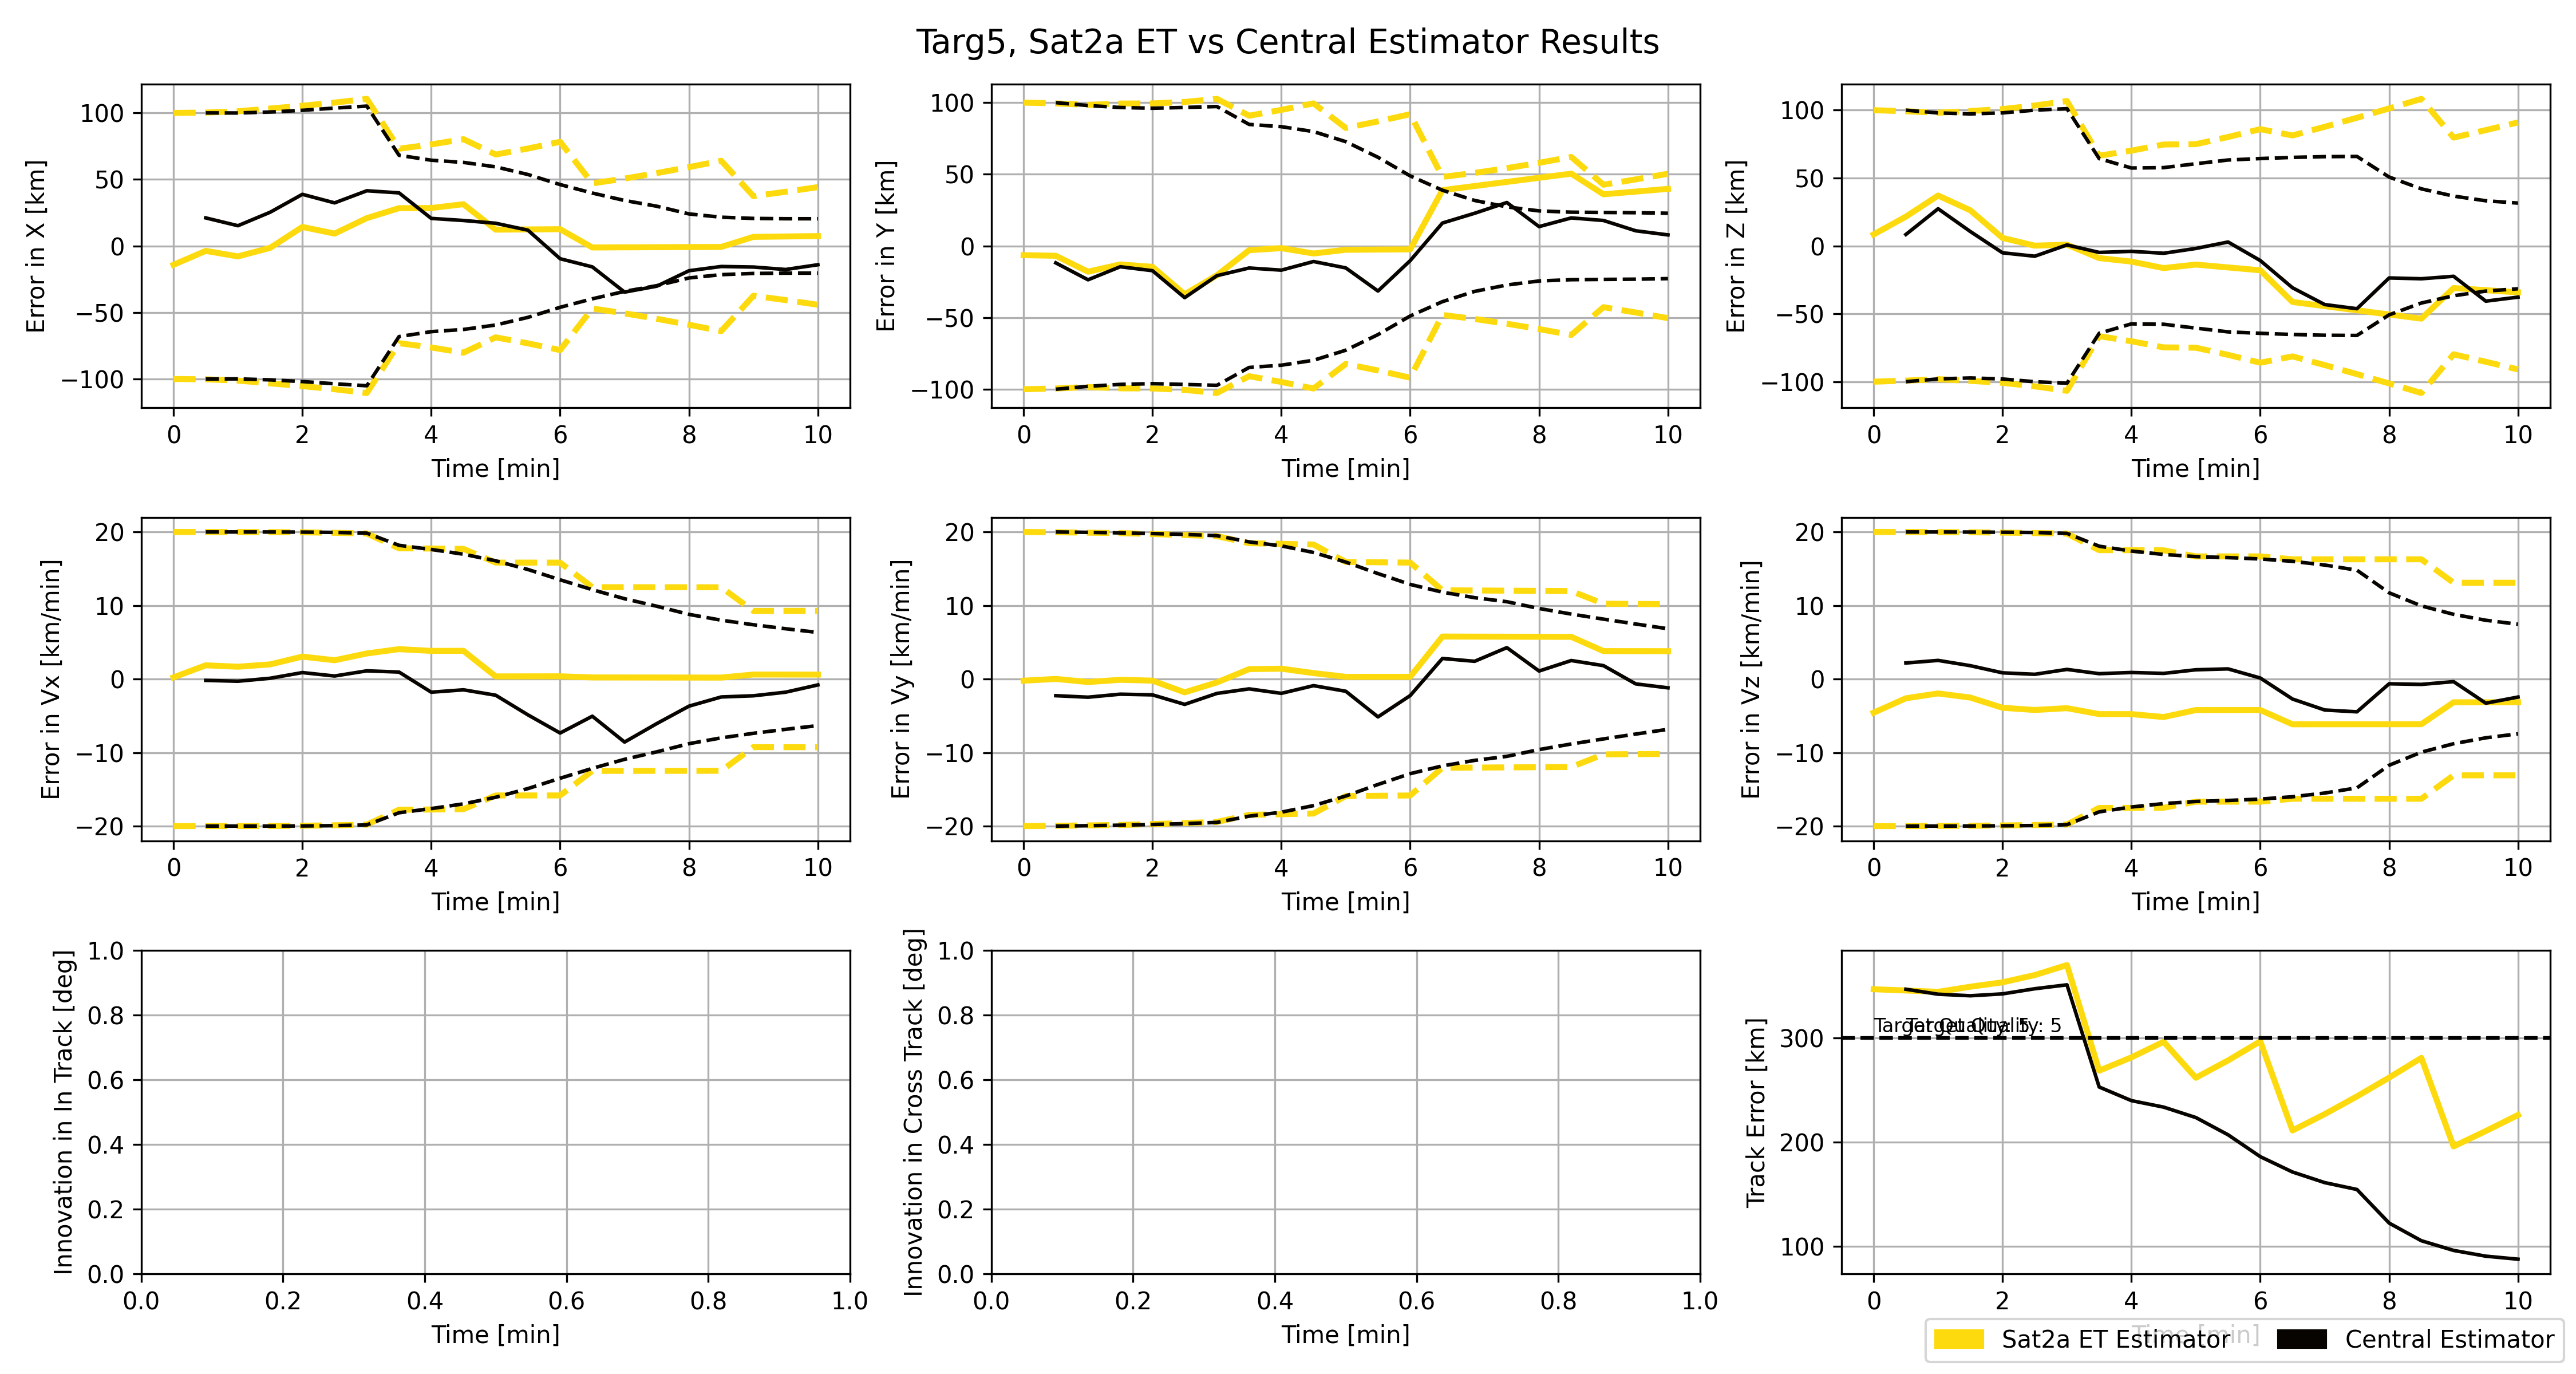 Targ5, Sat2a ET vs Central Estimator Results
Error in X [km]
100
50
0
−50
−100
0 2 4 6 8 10
Time [min]
Error in Y [km]
100
50
0
−50
−100
0 2 4 6 8 10
Time [min]
Error in Z [km]
100
50
0
−50
−100
0 2 4 6 8 10
Time [min]
Error in Vx [km/min]
20
10
0
−10
−20
0 2 4 6 8 10
Time [min]
Error in Vy [km/min]
20
10
0
−10
−20
0 2 4 6 8 10
Time [min]
Error in Vz [km/min]
20
10
0
−10
−20
0 2 4 6 8 10
Time [min]
Innovation in In Track [deg]
1.0
0.8
0.6
0.4
0.2
0.0
0.0 0.2 0.4 0.6 0.8 1.0
Time [min]
Innovation in Cross Track [deg]
1.0
0.8
0.6
0.4
0.2
0.0
0.0 0.2 0.4 0.6 0.8 1.0
Time [min]
Track Error [km]
300
200
100
Target Quality: 5
Target Quality: 5
0 2 4 6 8 10
Time [min]
Sat2a ET Estimator
Central Estimator